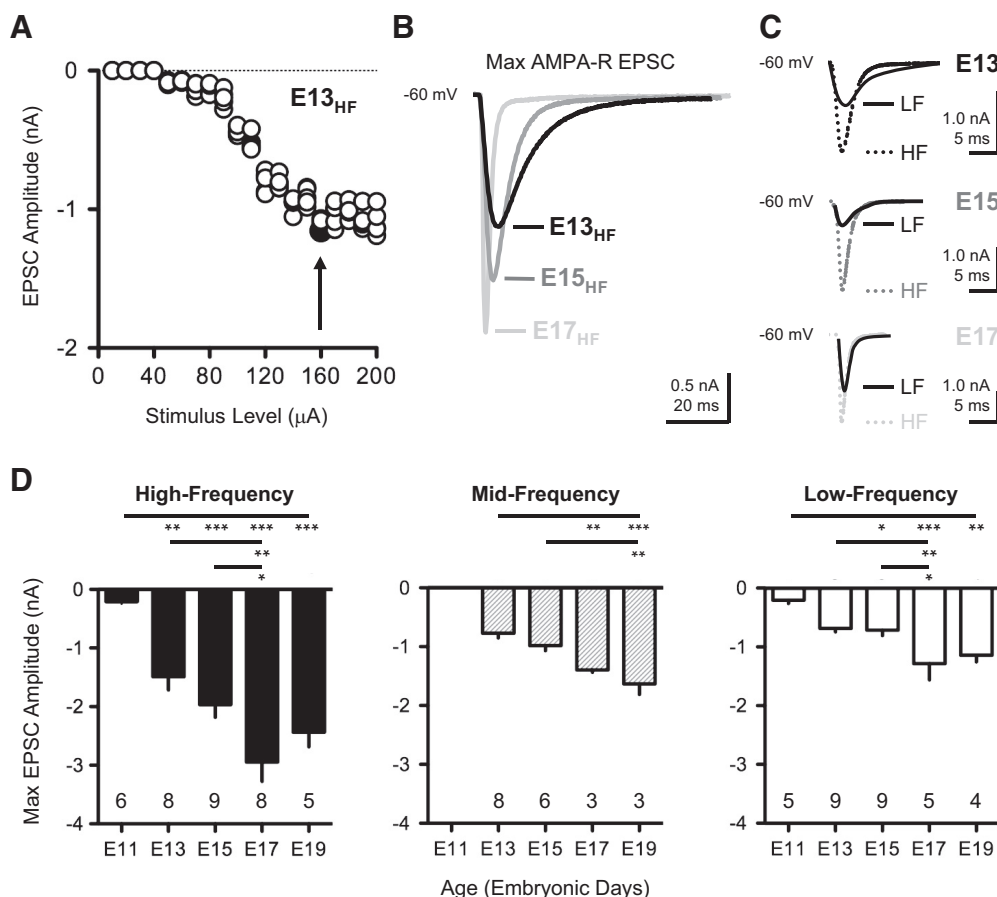 A
0
-1
-2
EPSC Amplitude (nA)
E13HF
0 40 80 120 160 200
Stimulus Level (μA)
B
Max AMPA-R EPSC
-60 mV
E13HF
E15HF
E17HF
0.5 nA
20 ms
C
-60 mV
E13
LF
HF
1.0 nA
5 ms
-60 mV
E15
LF
HF
1.0 nA
5 ms
-60 mV
E17
LF
HF
1.0 nA
5 ms
D
High-Frequency
** *** *** ***
**
*
Max EPSC Amplitude (nA)
0
-1
-2
-3
-4
6 8 9 8 5
E11 E13 E15 E17 E19
Mid-Frequency
** ***
**
0
-1
-2
-3
-4
8 6 3 3
E11 E13 E15 E17 E19
Age (Embryonic Days)
Low-Frequency
* *** **
**
*
0
-1
-2
-3
-4
5 9 9 5 4
E11 E13 E15 E17 E19